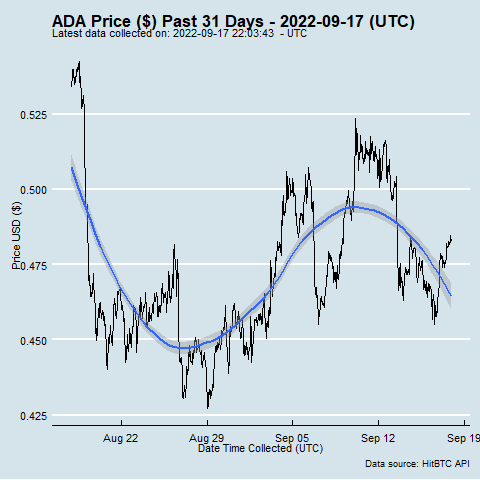 ADA Price ($) Past 31 Days - 2022-09-17 (UTC)
Latest data collected on: 2022-09-17 22:03:43  - UTC
0.525
0.500
0.475
0.450
0.425
Price USD ($)
Aug 22 Aug 29 Sep 05 Sep 12 Sep 19
Date Time Collected (UTC)
Data source: HitBTC API